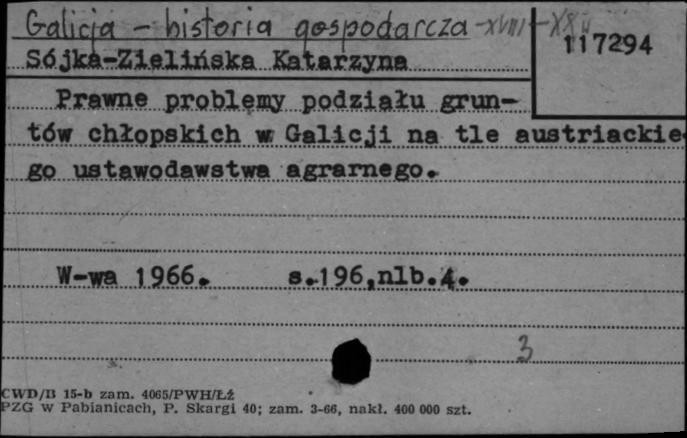 Galicja - historia gospodarcza - XVIII - XX w
117294
Sójka-Zielińska Katarzyna
Prawne problemy podziału grun-
tów chłopskich w Galicji na tle austriackie-
go ustawodawstwa agrarnego.
W-wa 1966. s.196,nlb.4.
3
CWD/B 15-b zam. 4065/PWH/Łź
PZG w Pabianicach, P. Skargi 40; zam. 3-66, nakł. 400 000 szt.